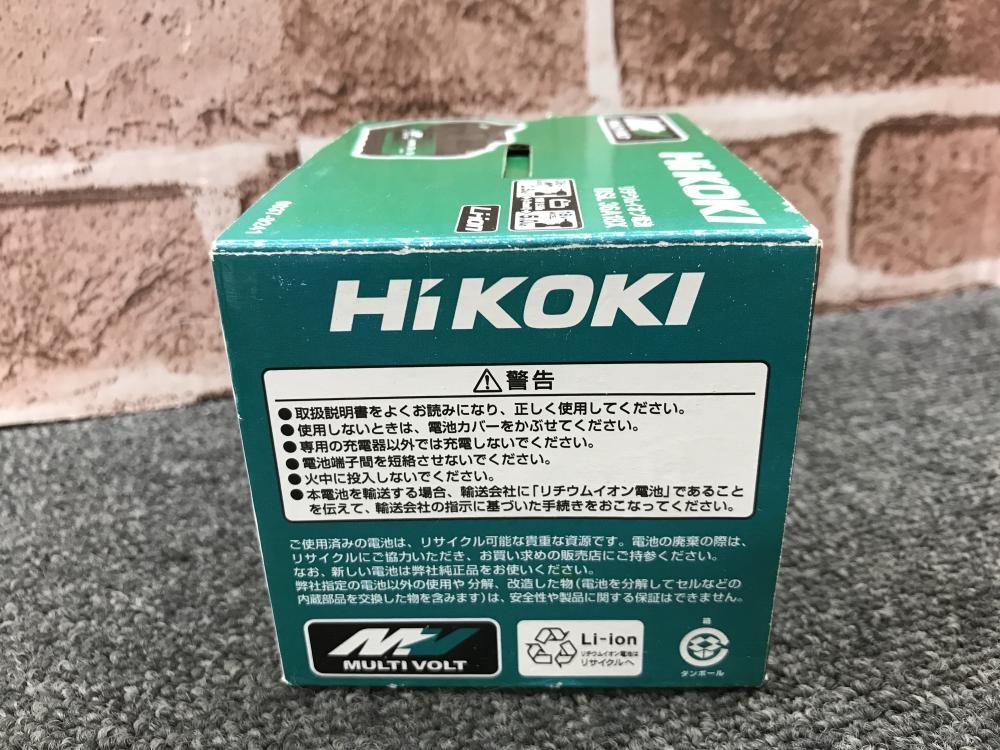 HiKOKI
リチウムイオン電池
BSL 36A18X
Li-ion
HiKOKI
警告
●取扱説明書をよくお読みになり、正しく使用してください。
●使用しないときは、電池カバーをかぶせてください。
●専用の充電器以外では充電しないでください。
●電池端子間を短絡させないでください。
●火中に投入しないでください。
●本電池を輸送する場合、輸送会社に「リチウムイオン電池」であること
を伝えて、輸送会社の指示に基づいた手続きをおこなってください。
ご使用済みの電池は、リサイクル可能な貴重な資源です。電池の廃棄の際は、
リサイクルにご協力いただき、お買い求めの販売店にご持参ください。
なお、新しい電池は弊社純正品をお使いください。
弊社指定の電池以外の使用や分解、改造した物（電池を分解してセルなどの
内蔵部品を交換した物を含みます）は、安全性や製品に関する保証はできません。
MV
MULTI VOLT
Li-ion
リチウムイオン電池は
リサイクルへ
箱
ダンボール